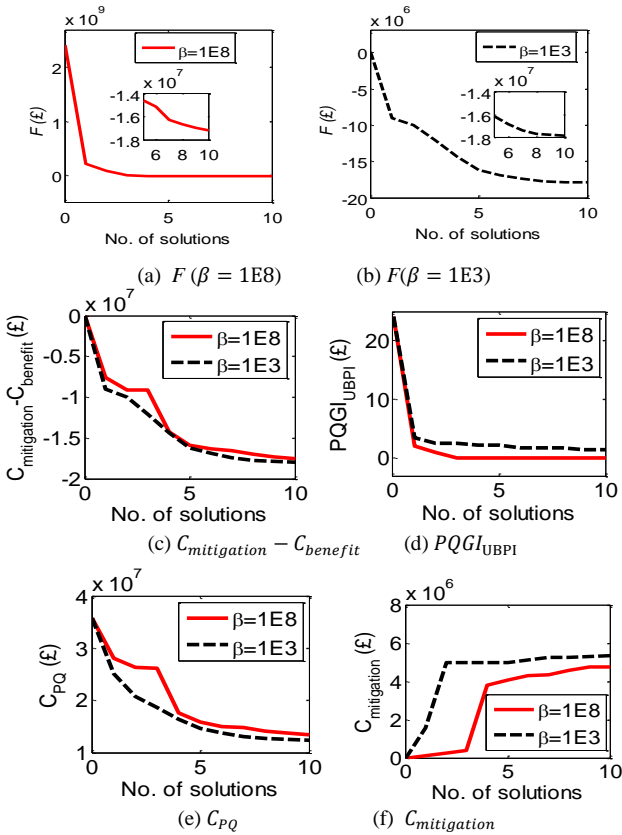 x 10^9
β=1E8
2
1
0
F (£)
x 10^7
-1.4
-1.6
-1.8
6 8 10
0 5 10
No. of solutions
(a) F (β = 1E8)
x 10^6
β=1E3
0
-5
-10
-15
-20
F (£)
x 10^7
-1.4
-1.6
-1.8
6 8 10
0 5 10
No. of solutions
(b) F(β = 1E3)
x 10^7
0
-0.5
-1
-1.5
-2
C_mitigation-C_benefit (£)
β=1E8
β=1E3
0 5 10
No. of solutions
(c) C_mitigation − C_benefit
20
10
0
PQGI_UBPI (£)
β=1E8
β=1E3
0 5 10
No. of solutions
(d) PQGI_UBPI
x 10^7
4
3
2
1
C_PQ (£)
β=1E8
β=1E3
0 5 10
No. of solutions
(e) C_PQ
x 10^6
8
6
4
2
0
C_mitigation (£)
β=1E8
β=1E3
0 5 10
No. of solutions
(f) C_mitigation